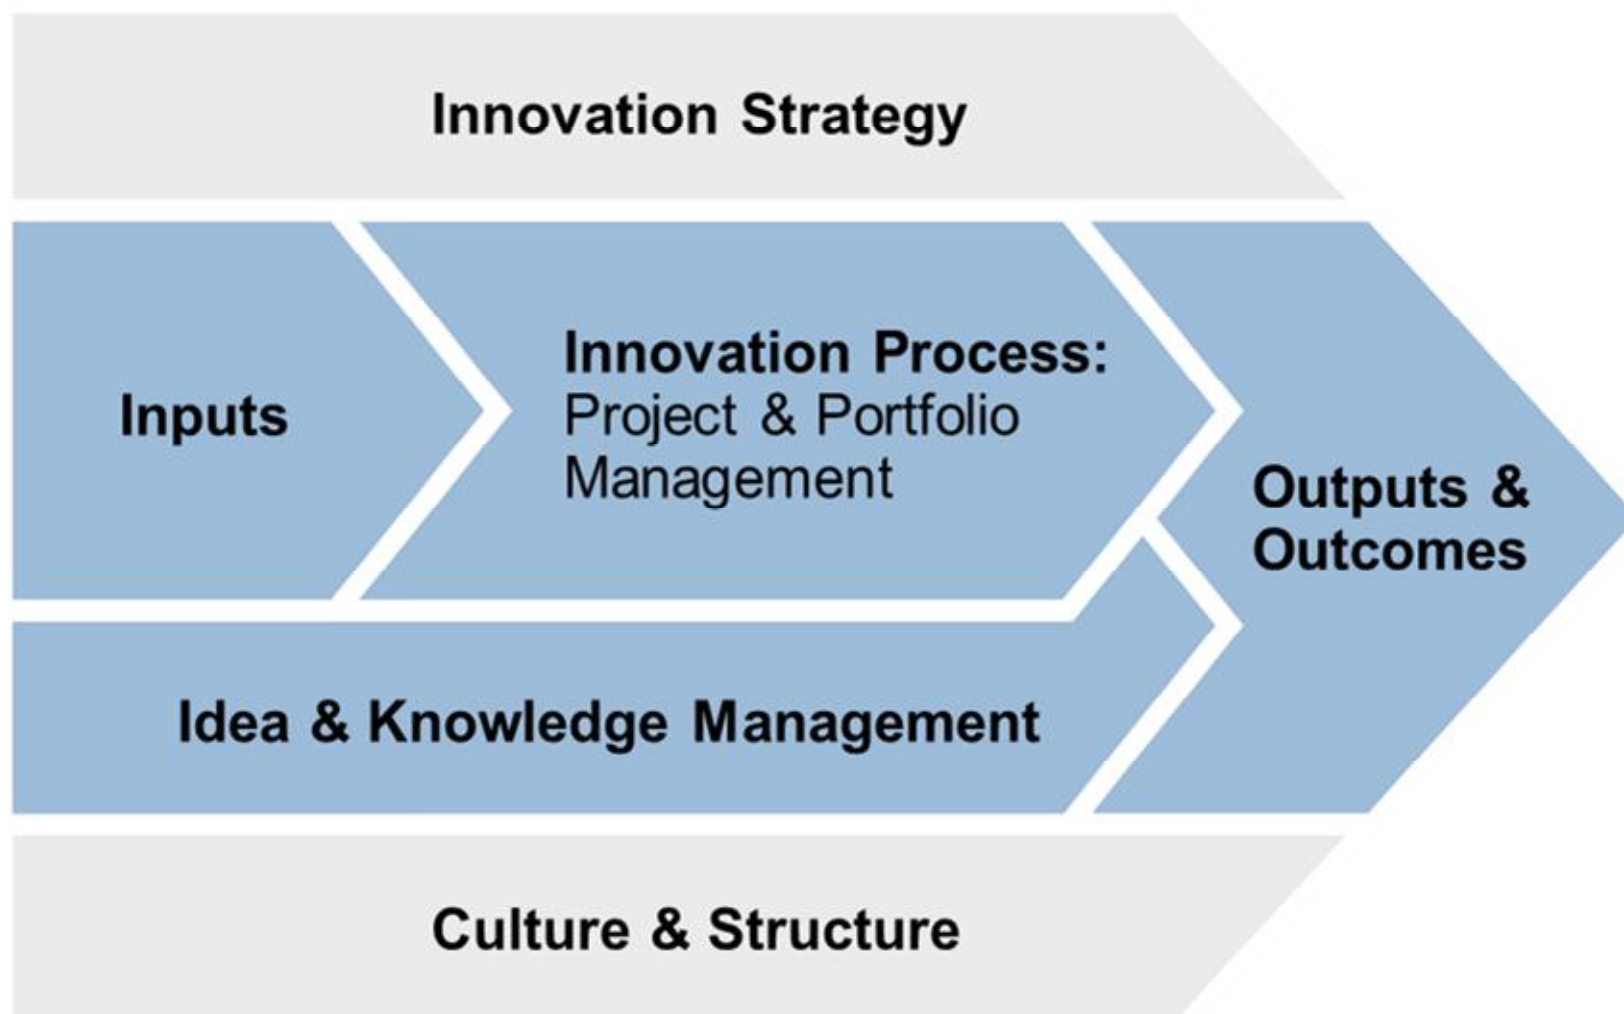 Innovation Strategy
Inputs
Innovation Process:
Project & Portfolio
Management
Outputs &
Outcomes
Idea & Knowledge Management
Culture & Structure